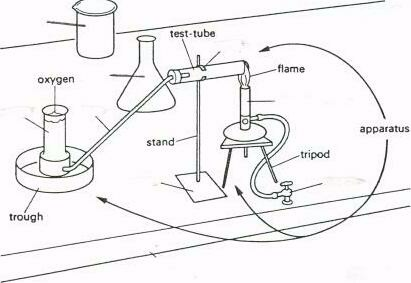 test-tube
flame
oxygen
apparatus
stand
tripod
trough